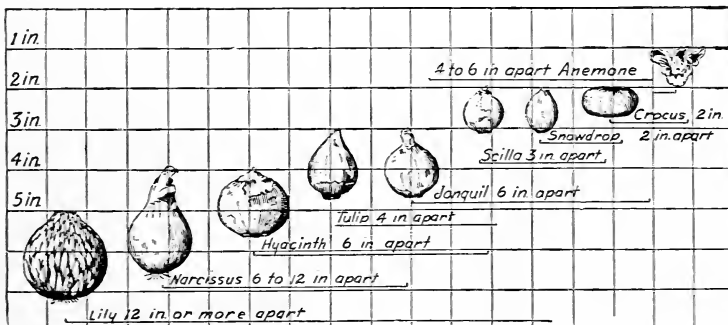 1 in.
2 in.
4 to 6 in apart Anemone
3 in.
Crocus, 2 in.
Snowdrop, 2 in. apart
4 in.
Scilla 3 in apart
5 in.
Jonquil 6 in apart
Tulip 4 in apart
Hyacinth 6 in apart
Narcissus 6 to 12 in apart
Lily 12 in or more apart